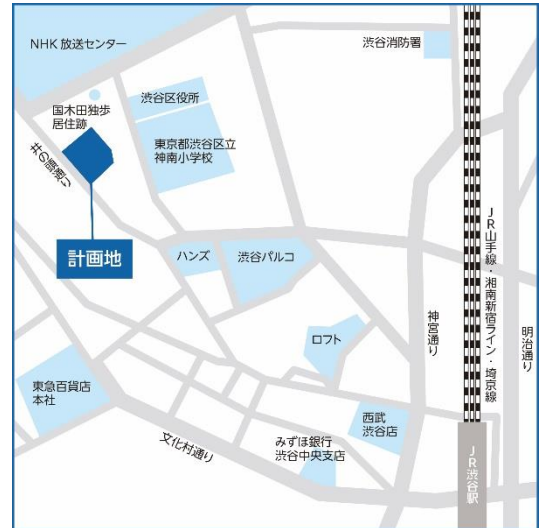 NHK 放送センター
渋谷消防署
渋谷区役所
国木田独歩
居住跡
東京都渋谷区立
神南小学校
井の頭通り
計画地
ハンズ
渋谷パルコ
JR山手線・湘南新宿ライン・埼京線
神宮通り
明治通り
ロフト
東急百貨店
本社
西武
渋谷店
みずほ銀行
渋谷中央支店
文化村通り
JR渋谷駅